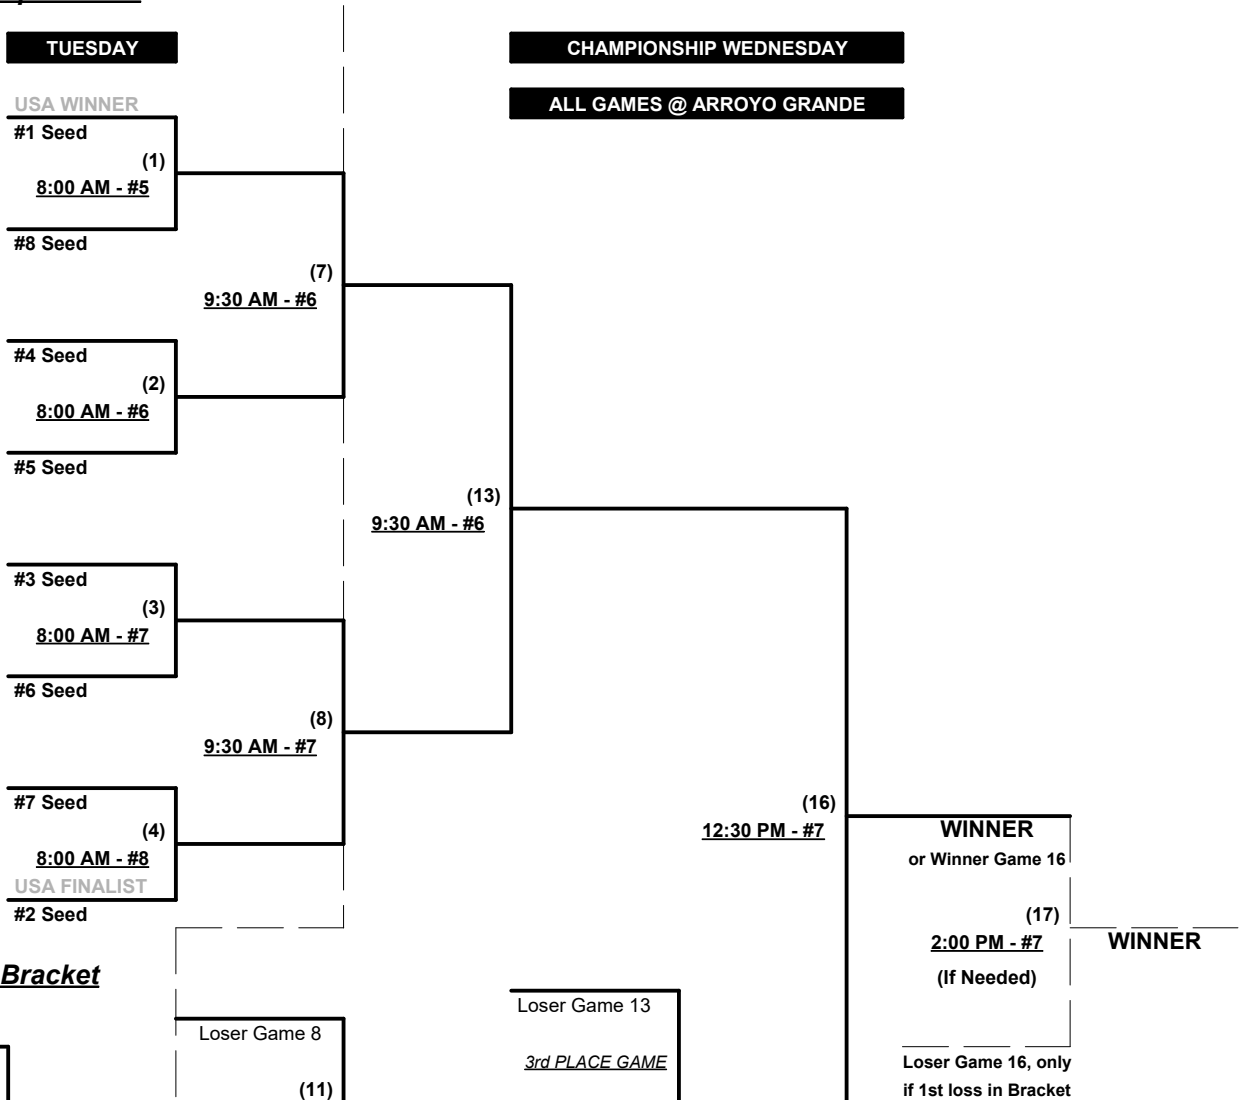 TUESDAY
CHAMPIONSHIP WEDNESDAY
ALL GAMES @ ARROYO GRANDE
USA WINNER
#1 Seed
(1)
8:00 AM - #5
#8 Seed
(7)
9:30 AM - #6
#4 Seed
(2)
8:00 AM - #6
#5 Seed
(13)
9:30 AM - #6
#3 Seed
(3)
8:00 AM - #7
#6 Seed
(8)
9:30 AM - #7
#7 Seed
(4)
8:00 AM - #8
USA FINALIST
#2 Seed
(16)
12:30 PM - #7
WINNER
or Winner Game 16
(17)
2:00 PM - #7
(If Needed)
WINNER
Bracket
Loser Game 8
(11)
Loser Game 13
3rd PLACE GAME
Loser Game 16, only
if 1st loss in Bracket